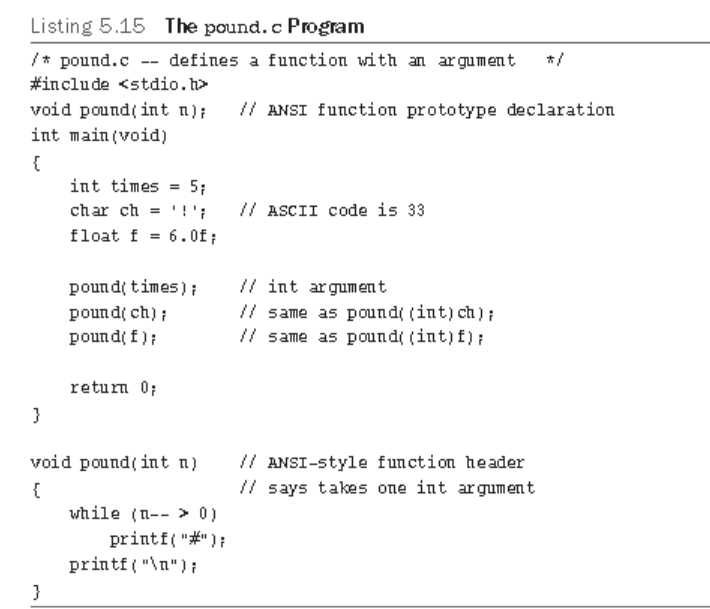 Listing 5.15 The pound.c Program
/* pound.c -- defines a function with an argument   */
#include <stdio.h>
void pound(int n);   // ANSI function prototype declaration
int main(void)
{
    int times = 5;
    char ch = '!';   // ASCII code is 33
    float f = 6.0f;

    pound(times);    // int argument
    pound(ch);       // same as pound((int)ch);
    pound(f);        // same as pound((int)f);

    return 0;
}

void pound(int n)    // ANSI-style function header
{                    // says takes one int argument
    while (n-- > 0)
        printf("#");
    printf("\n");
}